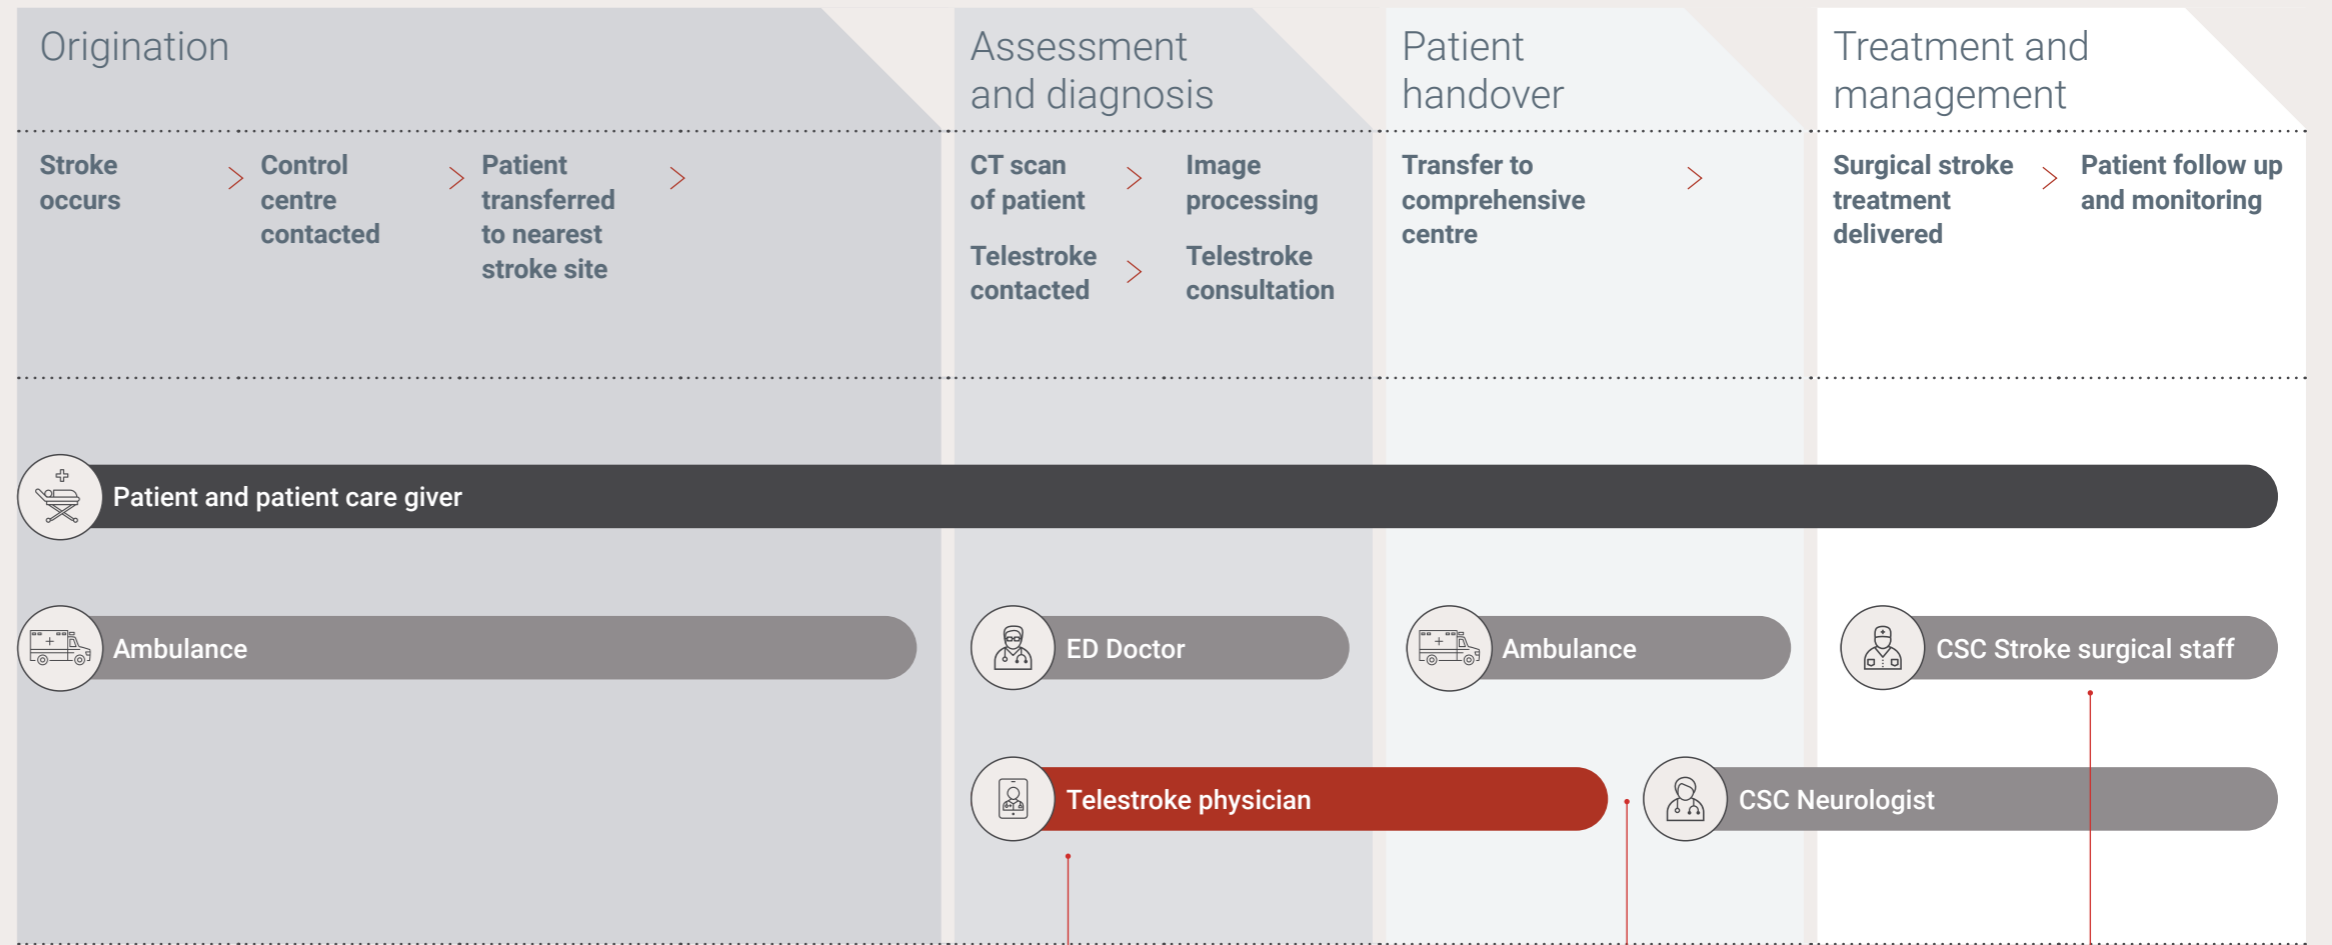 Origination
Assessment
and diagnosis
Patient
handover
Treatment and
management
Stroke
occurs
Control
centre
contacted
Patient
transferred
to nearest
stroke site
CT scan
of patient
Image
processing
Telestroke
contacted
Telestroke
consultation
Transfer to
comprehensive
centre
Surgical stroke
treatment
delivered
Patient follow up
and monitoring
Patient and patient care giver
Ambulance
ED Doctor
Ambulance
CSC Stroke surgical staff
Telestroke physician
CSC Neurologist